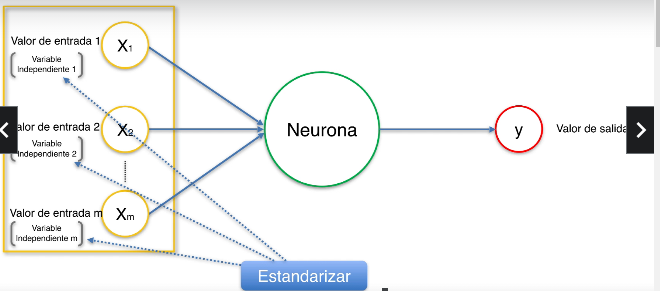 Valor de entrada 1
X1
Variable
Independiente 1
alor de entrada 2
X2
Variable
Independiente 2
Valor de entrada m
Xm
Variable
Independiente m
Neurona
y
Valor de salida
Estandarizar